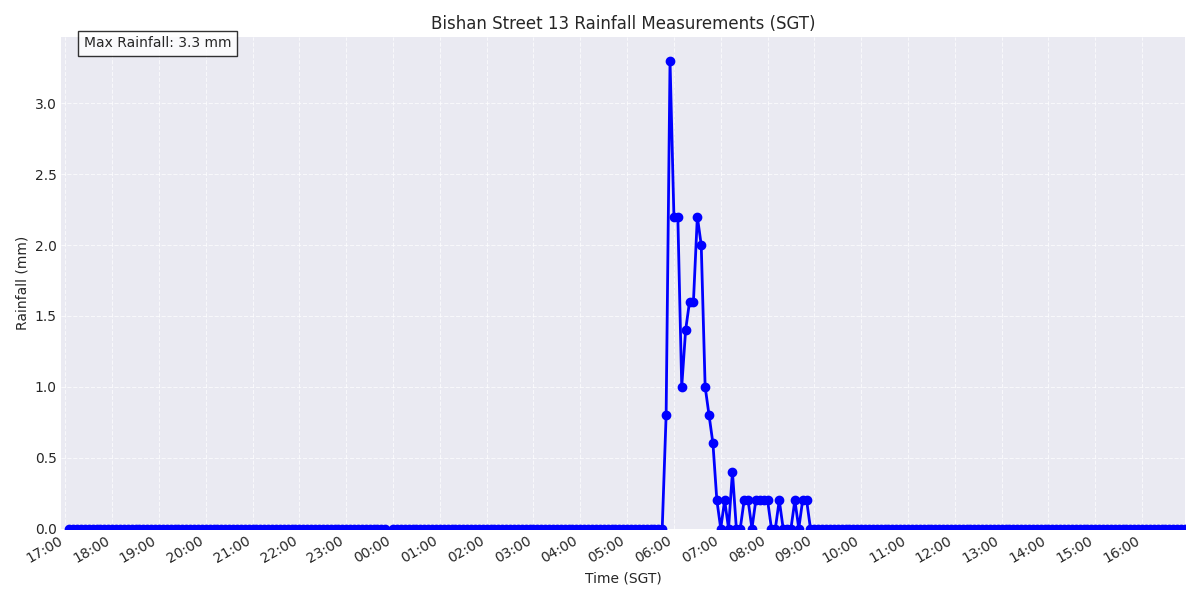 Bishan Street 13 Rainfall Measurements (SGT)
Max Rainfall: 3.3 mm
Rainfall (mm)
3.0
2.5
2.0
1.5
1.0
0.5
0.0
17:00 18:00 19:00 20:00 21:00 22:00 23:00 00:00 01:00 02:00 03:00 04:00 05:00 06:00 07:00 08:00 09:00 10:00 11:00 12:00 13:00 14:00 15:00 16:00
Time (SGT)